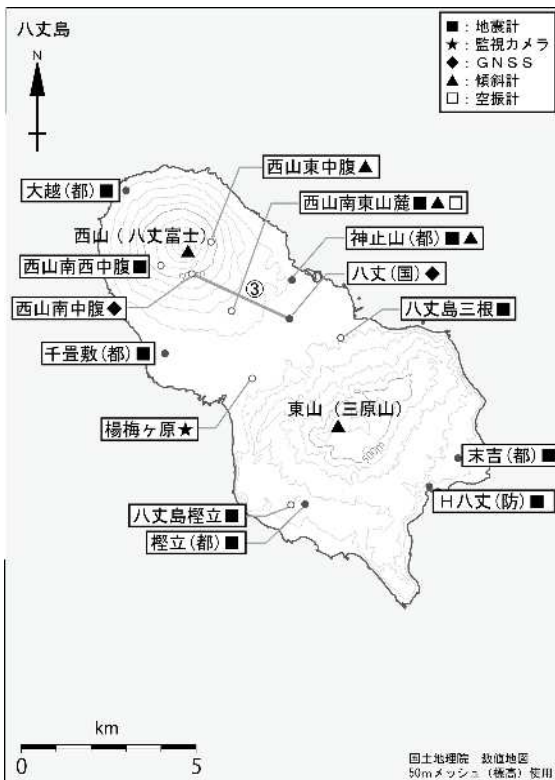 八丈島
N
■：地震計
★：監視カメラ
◆：ＧＮＳＳ
▲：傾斜計
□：空振計
西山東中腹▲
大越(都)■
西山南東山麓■▲□
西山（八丈富士）
神止山(都)■▲
西山南西中腹■
八丈(国)◆
③
西山南中腹◆
八丈島三根■
千畳敷(都)■
東山（三原山）
楊梅ヶ原★
500m
末吉(都)■
Ｈ八丈(防)■
八丈島樫立■
樫立(都)■
km
0 5
国土地理院 数値地図
50mメッシュ（標高）使用